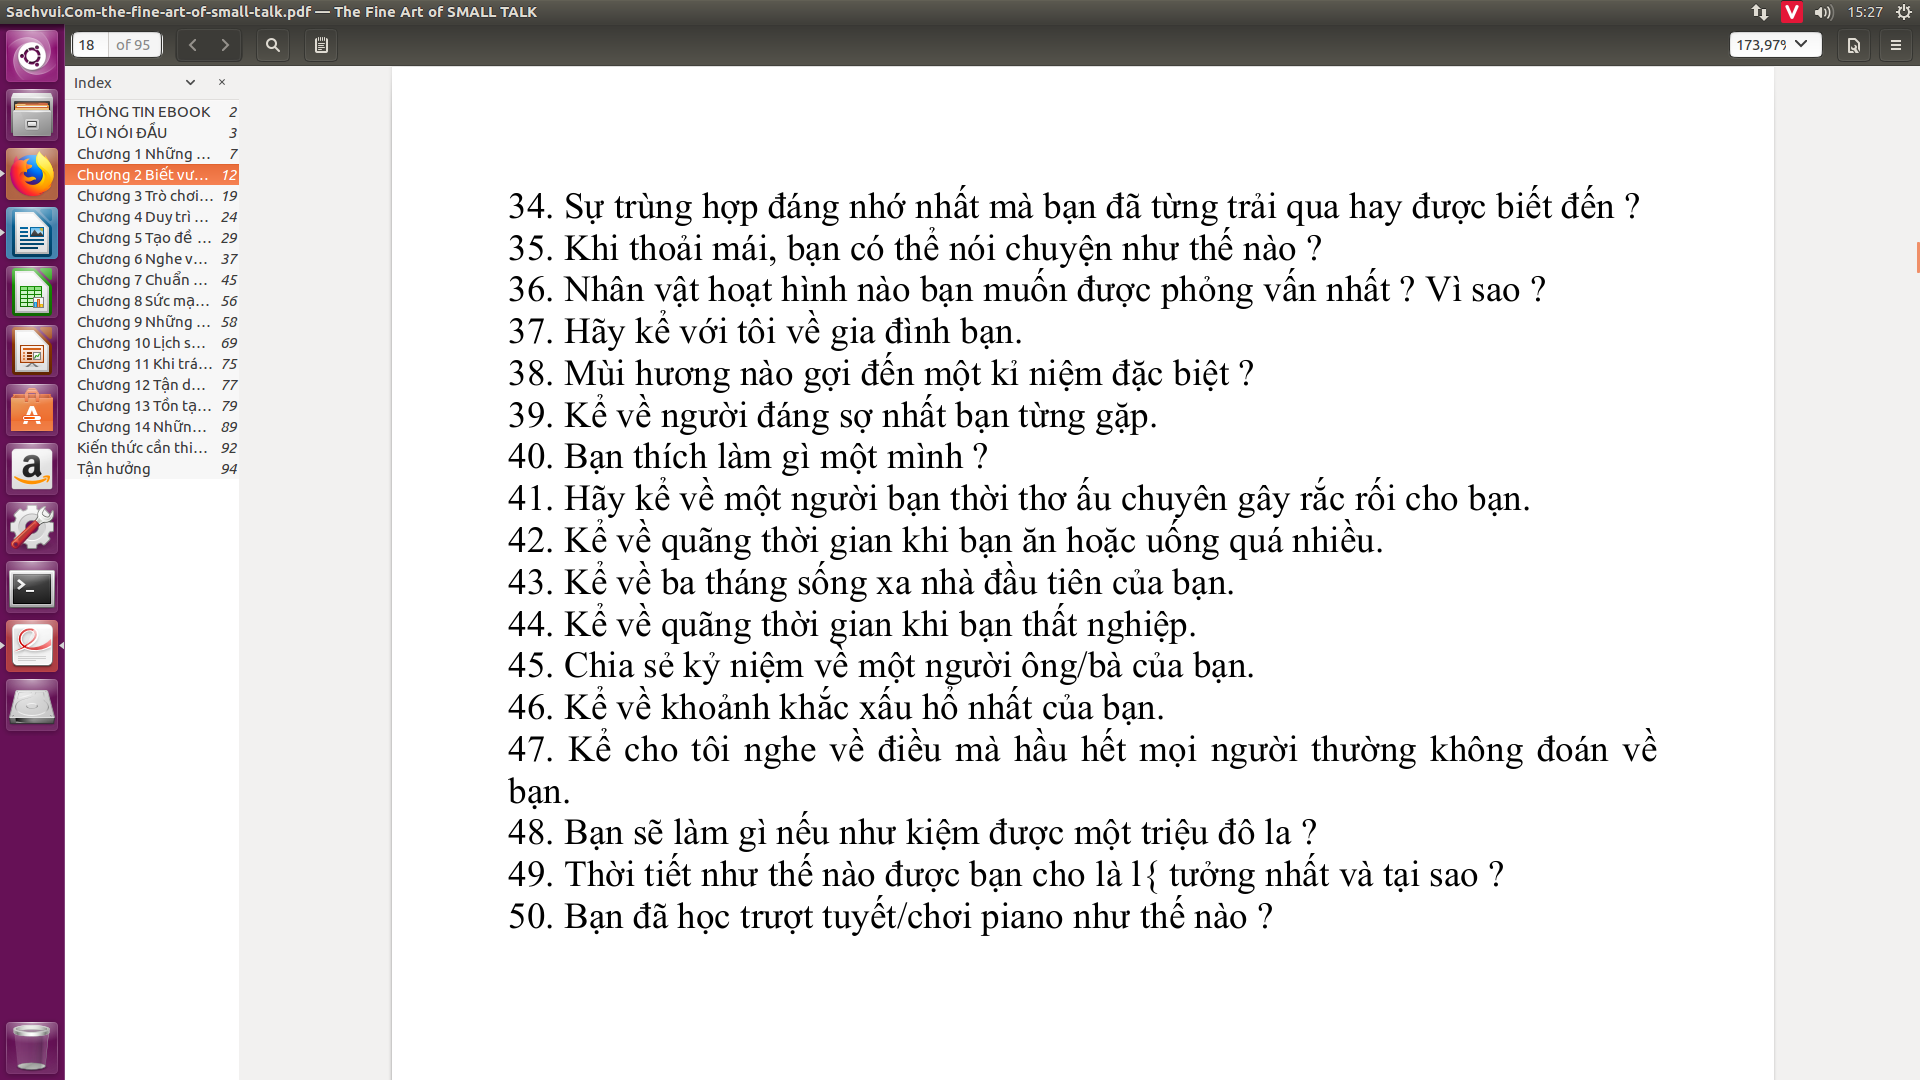 Sachvui.Com-the-fine-art-of-small-talk.pdf — The Fine Art of SMALL TALK
V
15:27
18 of 95
173,97%
Index
THÔNG TIN EBOOK 2
LỜI NÓI ĐẦU 3
Chương 1 Những ... 7
Chương 2 Biết vư... 12
Chương 3 Trò chơi... 19
Chương 4 Duy trì ... 24
Chương 5 Tạo đề ... 29
Chương 6 Nghe v... 37
Chương 7 Chuẩn ... 45
Chương 8 Sức mạ... 56
Chương 9 Những ... 58
Chương 10 Lịch s... 69
Chương 11 Khi trá... 75
Chương 12 Tận d... 77
Chương 13 Tồn tạ... 79
Chương 14 Nhữn... 89
Kiến thức cần thi... 92
Tận hưởng 94
34. Sự trùng hợp đáng nhớ nhất mà bạn đã từng trải qua hay được biết đến ?
35. Khi thoải mái, bạn có thể nói chuyện như thế nào ?
36. Nhân vật hoạt hình nào bạn muốn được phỏng vấn nhất ? Vì sao ?
37. Hãy kể với tôi về gia đình bạn.
38. Mùi hương nào gợi đến một kỉ niệm đặc biệt ?
39. Kể về người đáng sợ nhất bạn từng gặp.
40. Bạn thích làm gì một mình ?
41. Hãy kể về một người bạn thời thơ ấu chuyên gây rắc rối cho bạn.
42. Kể về quãng thời gian khi bạn ăn hoặc uống quá nhiều.
43. Kể về ba tháng sống xa nhà đầu tiên của bạn.
44. Kể về quãng thời gian khi bạn thất nghiệp.
45. Chia sẻ kỷ niệm về một người ông/bà của bạn.
46. Kể về khoảnh khắc xấu hổ nhất của bạn.
47. Kể cho tôi nghe về điều mà hầu hết mọi người thường không đoán về
bạn.
48. Bạn sẽ làm gì nếu như kiệm được một triệu đô la ?
49. Thời tiết như thế nào được bạn cho là l{ tưởng nhất và tại sao ?
50. Bạn đã học trượt tuyết/chơi piano như thế nào ?